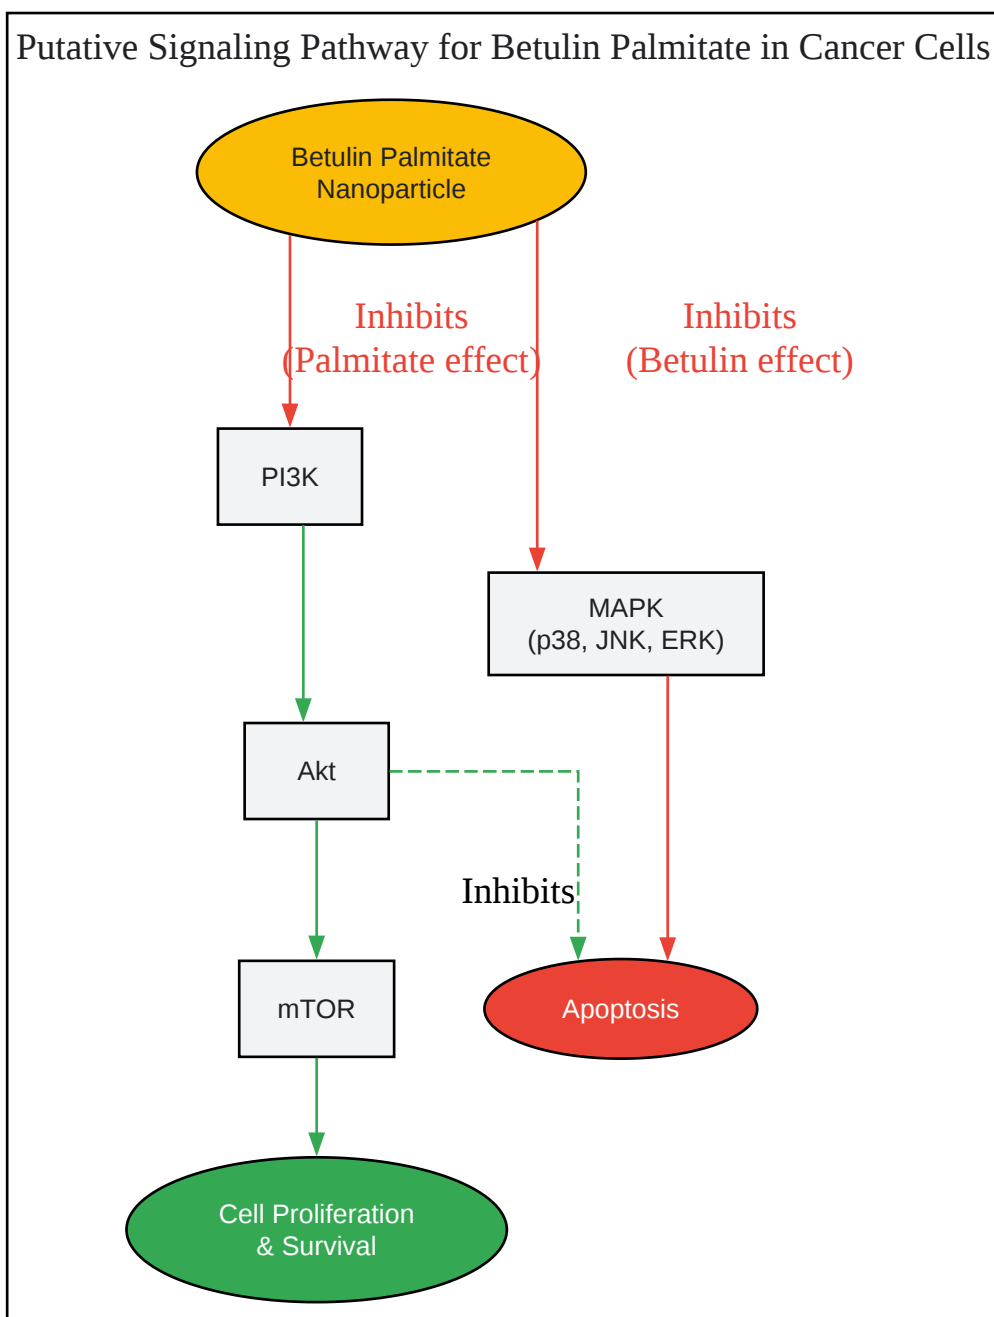 Putative Signaling Pathway for Betulin Palmitate in Cancer Cells
Betulin Palmitate
Nanoparticle
Inhibits
(Palmitate effect)
Inhibits
(Betulin effect)
PI3K
MAPK
(p38, JNK, ERK)
Akt
Inhibits
mTOR
Apoptosis
Cell Proliferation
& Survival